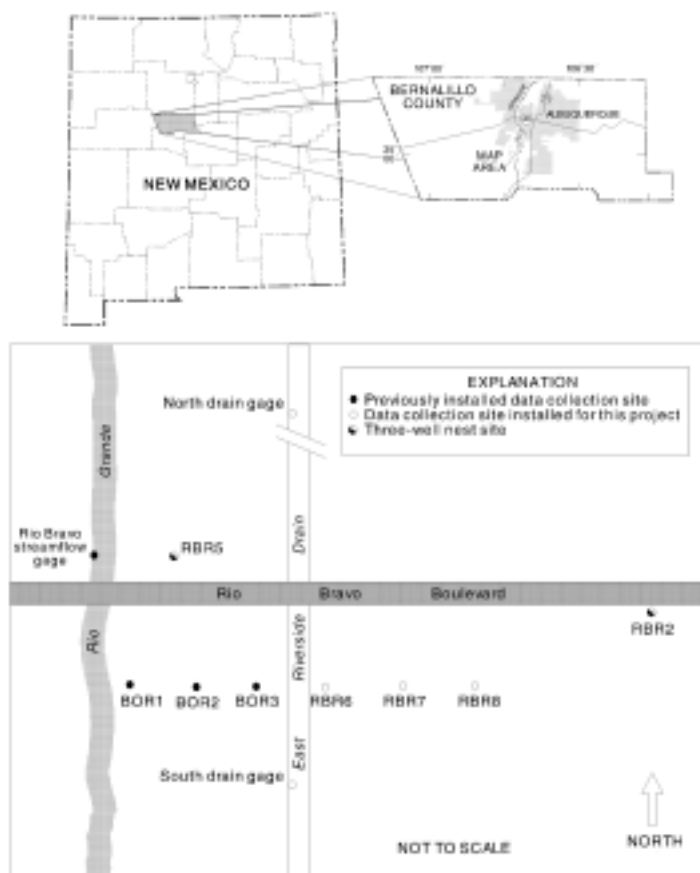 BERNALILLO
COUNTY
ALBUQUERQUE
MAP
AREA
NEW MEXICO
EXPLANATION
Previously installed data collection site
Data collection site installed for this project
Three-well nest site
North drain gage
Grande
Drain
Rio Bravo
streamflow
gage
RBR5
Rio Bravo Boulevard
RBR2
Rio
Riverside
BOR1
BOR2
BOR3
RBR6
RBR7
RBR8
East
South drain gage
NOT TO SCALE
NORTH